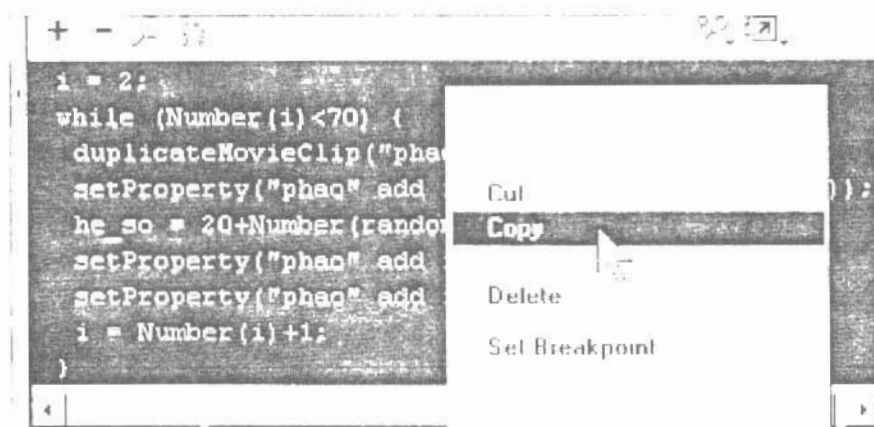 i = 2;
while (Number(i)<70) {
duplicateMovieClip("phao
setProperty("phao" add
));
he_so = 20+Number(random
setProperty("phao" add
setProperty("phao" add
i = Number(i)+1;
}
Cut
Copy
Delete
Set Breakpoint